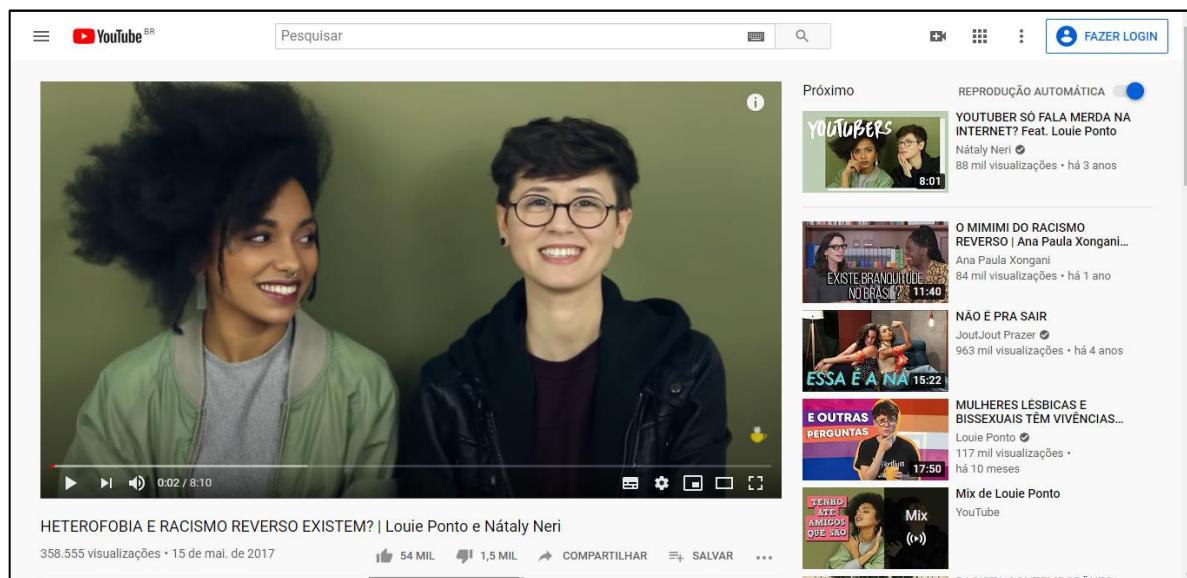 YouTube BR
Pesquisar
FAZER LOGIN
0:02 / 8:10
HETEROFOBIA E RACISMO REVERSO EXISTEM? | Louie Ponto e Nátaly Neri
358.555 visualizações • 15 de mai. de 2017
54 MIL
1,5 MIL
COMPARTILHAR
SALVAR
Próximo
REPRODUÇÃO AUTOMÁTICA
YOUTUBERS
8:01
YOUTUBER SÓ FALA MERDA NA
INTERNET? Feat. Louie Ponto
Nátaly Neri
88 mil visualizações • há 3 anos
EXISTE BRANQUITUDE
NO BRASIL?
11:40
O MIMIMI DO RACISMO
REVERSO | Ana Paula Xongani...
Ana Paula Xongani
84 mil visualizações • há 1 ano
ESSA É A NÁ
15:22
NÃO É PRA SAIR
JoutJout Prazer
963 mil visualizações • há 4 anos
E OUTRAS
PERGUNTAS
17:50
MULHERES LÉSBICAS E
BISSEXUAIS TÊM VIVÊNCIAS...
Louie Ponto
117 mil visualizações •
há 10 meses
TENHO
ATÉ
AMIGOS
QUE SÃO
Mix
Mix de Louie Ponto
YouTube